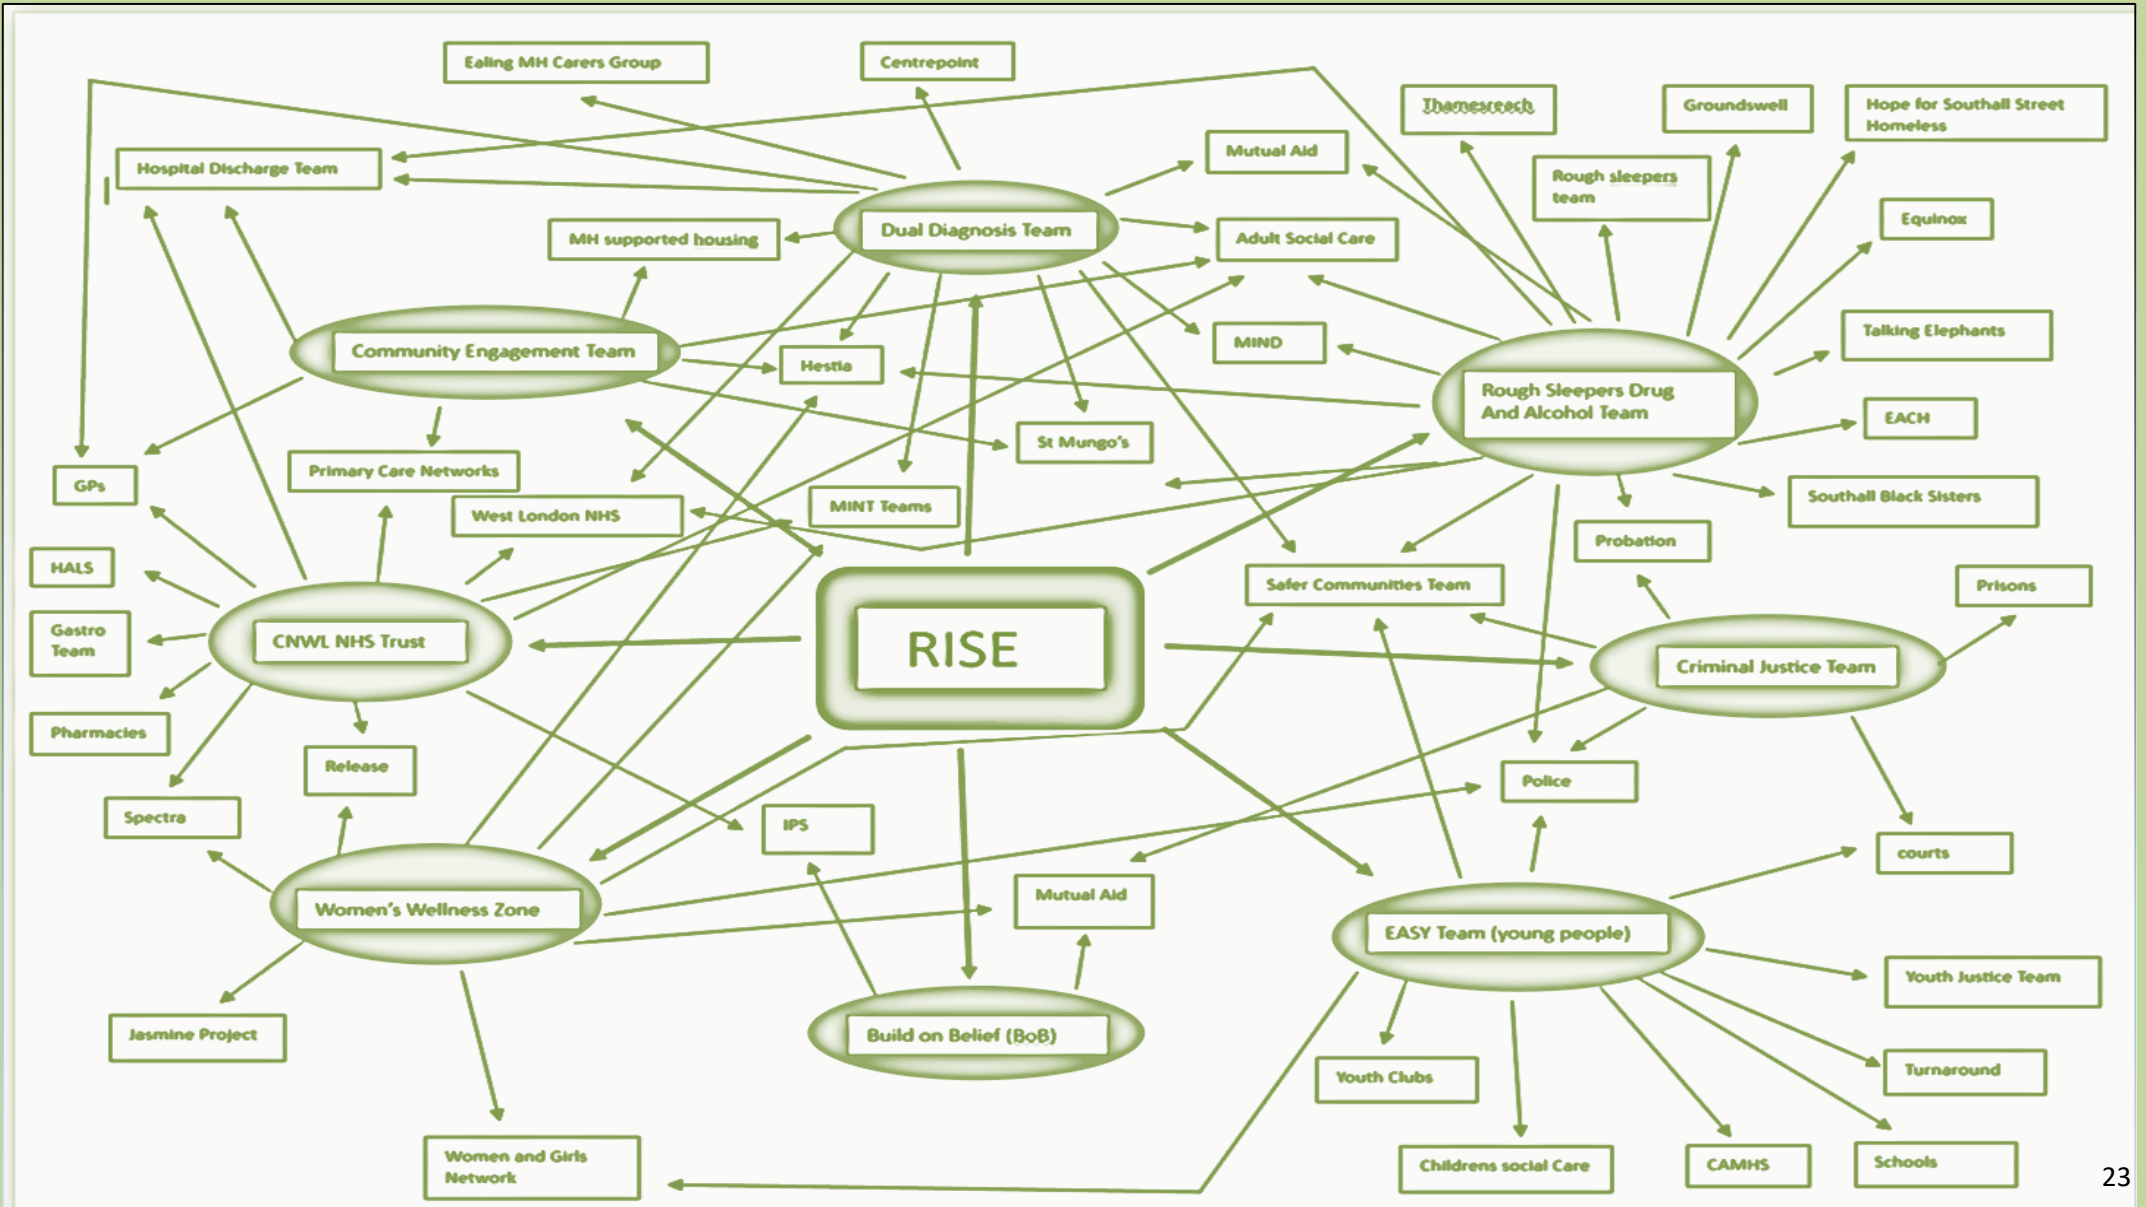 Ealing MH Carers Group
Centrepoint
Thamesreach
Groundswell
Hope for Southall Street
Homeless
Hospital Discharge Team
Mutual Aid
Rough sleepers
team
Equinox
MH supported housing
Dual Diagnosis Team
Adult Social Care
Community Engagement Team
Hestia
MIND
Talking Elephants
Rough Sleepers Drug
And Alcohol Team
EACH
St Mungo's
GPs
Primary Care Networks
West London NHS
MINT Teams
Southall Black Sisters
Probation
HALS
Safer Communities Team
Prisons
Gastro
Team
CNWL NHS Trust
RISE
Criminal Justice Team
Pharmacies
Release
Police
Spectra
IPS
courts
Women's Wellness Zone
Mutual Aid
EASY Team (young people)
Youth Justice Team
Jasmine Project
Build on Belief (BoB)
Youth Clubs
Turnaround
Women and Girls
Network
Childrens social Care
CAMHS
Schools
23